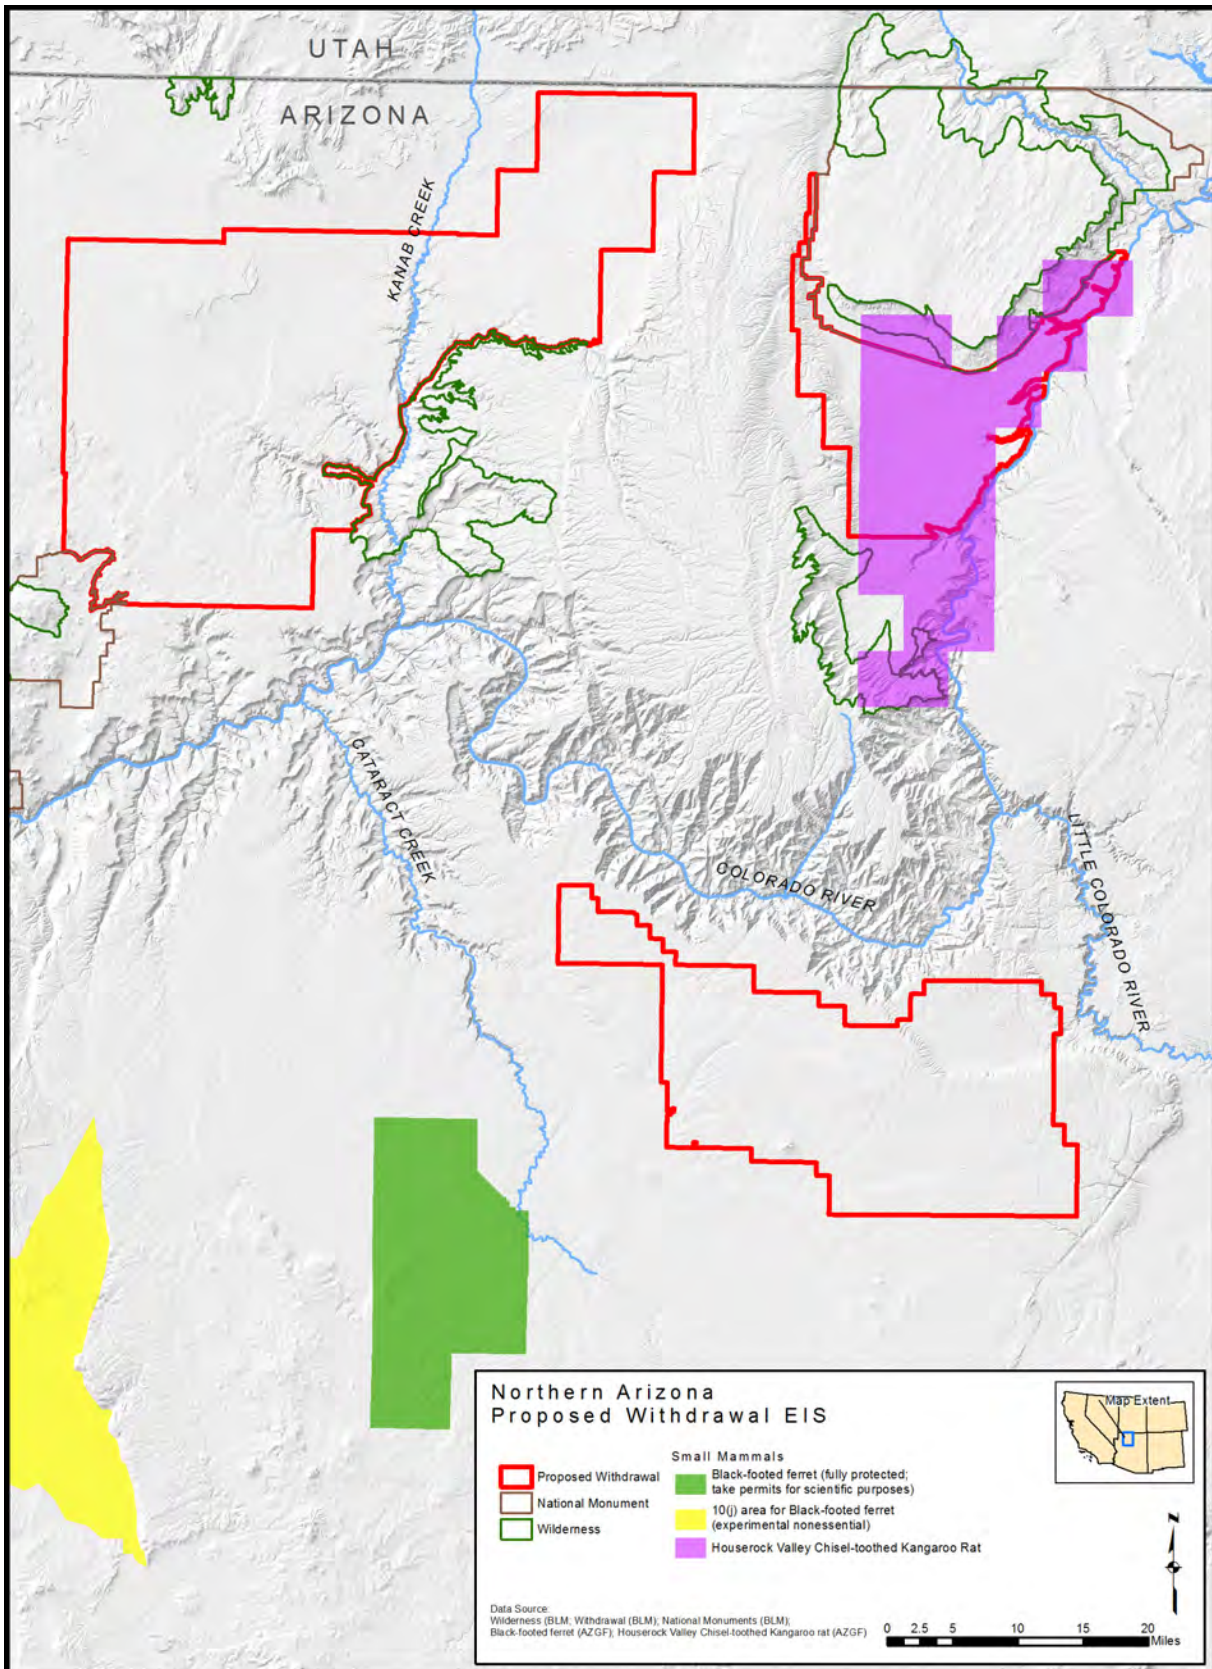 UTAH
ARIZONA
KANAB CREEK
CATARACT CREEK
COLORADO RIVER
LITTLE COLORADO RIVER
Northern Arizona
Proposed Withdrawal EIS
Map Extent
Proposed Withdrawal
National Monument
Wilderness
Small Mammals
Black-footed ferret (fully protected;
take permits for scientific purposes)
10(j) area for Black-footed ferret
(experimental nonessential)
Houserock Valley Chisel-toothed Kangaroo Rat
N
Data Source:
Wilderness (BLM; Withdrawal (BLM); National Monuments (BLM);
Black-footed ferret (AZGF); Houserock Valley Chisel-toothed Kangaroo rat (AZGF)
0 2.5 5 10 15 20
Miles